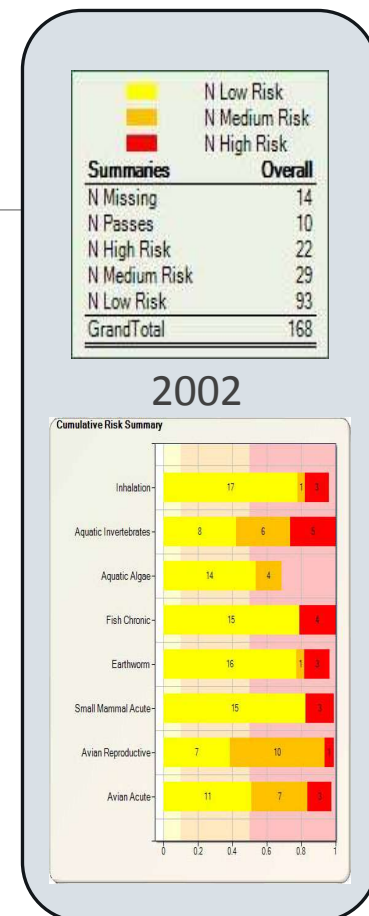 N Low Risk
N Medium Risk
N High Risk
Summaries Overall
N Missing 14
N Passes 10
N High Risk 22
N Medium Risk 29
N Low Risk 93
GrandTotal 168
2002
Cumulative Risk Summary
Inhalation 17 1 3
Aquatic Invertebrates 8 6 5
Aquatic Algae 14 4
Fish Chronic 15 4
Earthworm 16 1 3
Small Mammal Acute 15 3
Avian Reproductive 7 10 1
Avian Acute 11 7 3
0 0.2 0.4 0.6 0.8 1